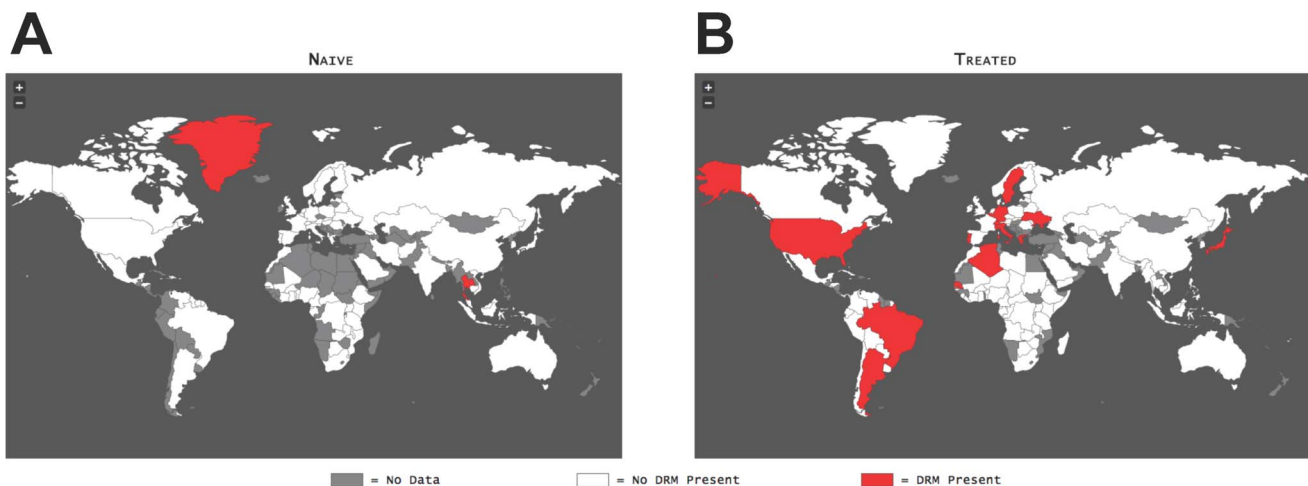 A
B
NAIVE
TREATED
+
−
+
−
= No Data
= No DRM Present
= DRM Present